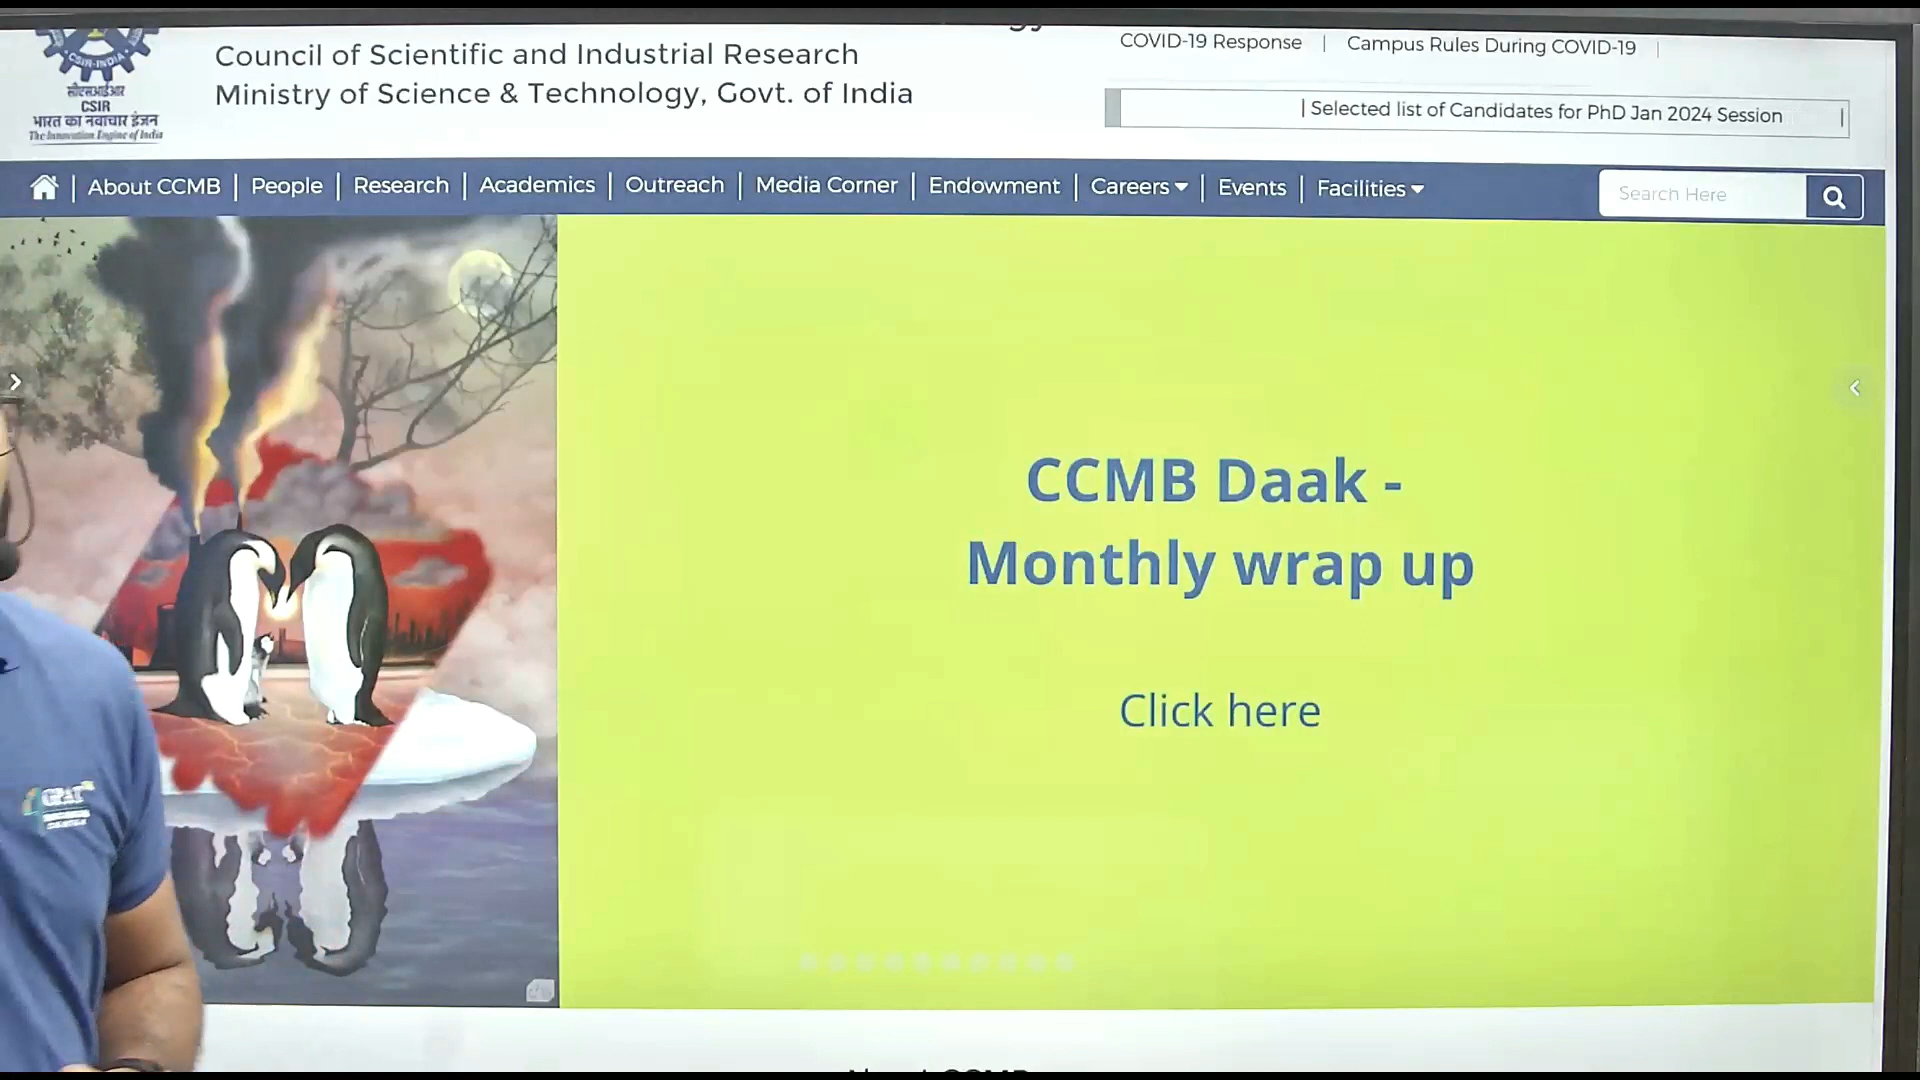 COVID-19 Response | Campus Rules During COVID-19 |
Council of Scientific and Industrial Research
Ministry of Science & Technology, Govt. of India
CSIR-INDIA
सीएसआईआर
CSIR
भारत का नवाचार इंजन
The Innovation Engine of India
| Selected list of Candidates for PhD Jan 2024 Session |
About CCMB | People | Research | Academics | Outreach | Media Corner | Endowment | Careers | Events | Facilities
Search Here
CCMB Daak -
Monthly wrap up
Click here
GPAT